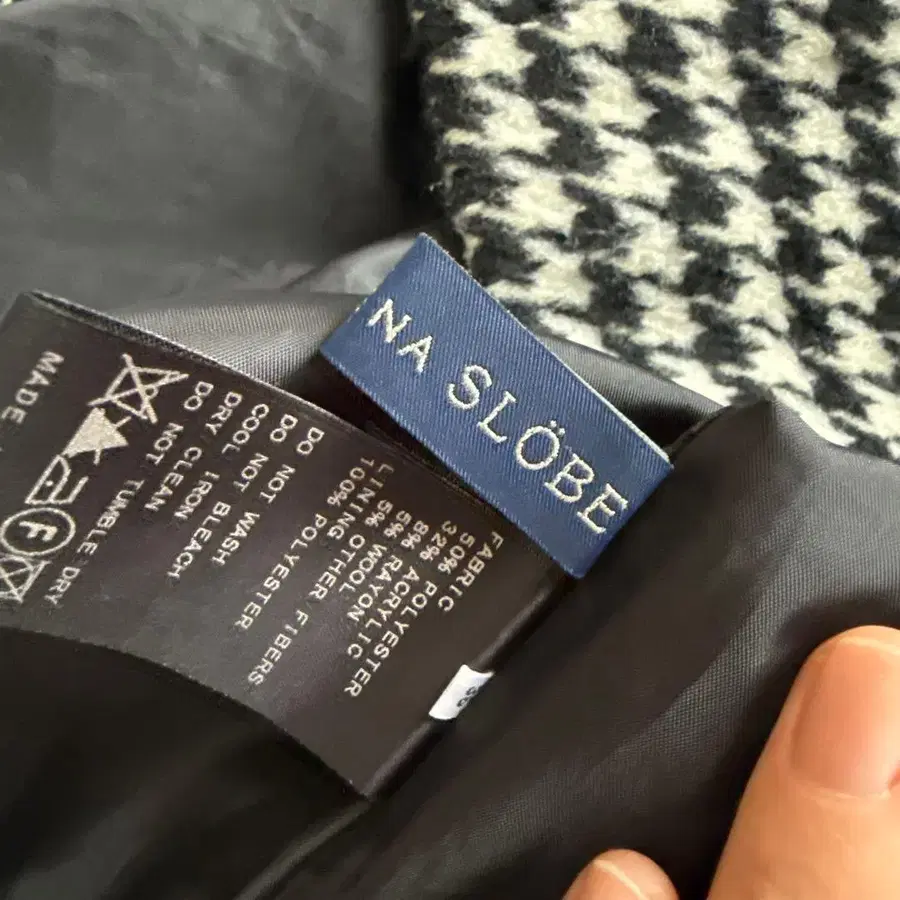 NA SLÖBE
FABRIC
50% POLYESTER
32% ACRYLIC
8% RAYON
5% WOOL
5% OTHER FIBERS
LINING
100% POLYESTER
DO NOT WASH
DO NOT BLEACH
COOL IRON
DRY CLEAN
DO NOT TUMBLE DRY
F
MADE